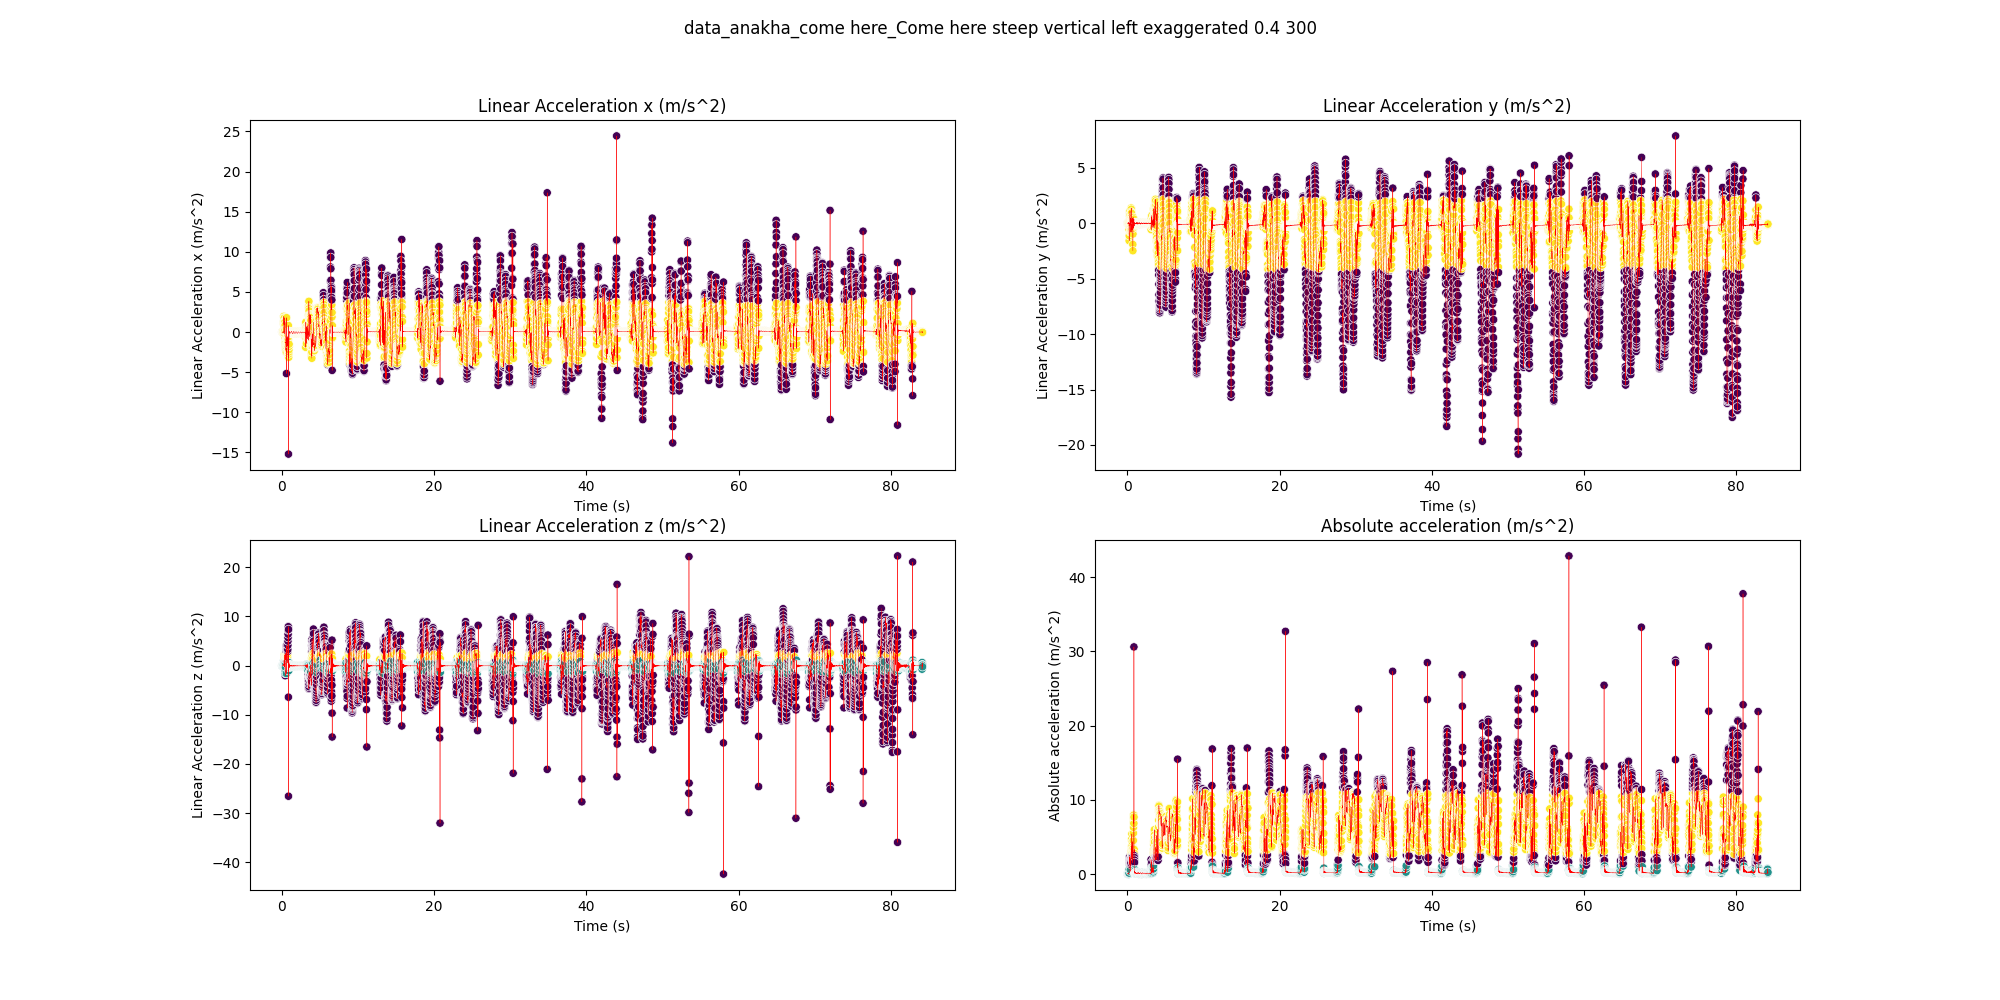 data_anakha_come here_Come here steep vertical left exaggerated 0.4 300
Linear Acceleration x (m/s^2)
Linear Acceleration x (m/s^2)
25
20
15
10
5
0
−5
−10
−15
0 20 40 60 80
Time (s)
Linear Acceleration y (m/s^2)
Linear Acceleration y (m/s^2)
5
0
−5
−10
−15
−20
0 20 40 60 80
Time (s)
Linear Acceleration z (m/s^2)
Linear Acceleration z (m/s^2)
20
10
0
−10
−20
−30
−40
0 20 40 60 80
Time (s)
Absolute acceleration (m/s^2)
Absolute acceleration (m/s^2)
40
30
20
10
0
0 20 40 60 80
Time (s)